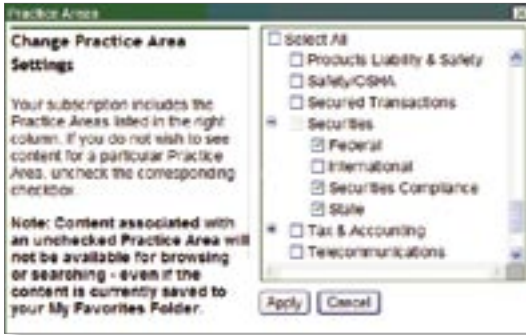 Practice Areas
Change Practice Area
Settings
Your subscription includes the
Practice Areas listed in the right
column. If you do not wish to see
content for a particular Practice
Area, uncheck the corresponding
checkbox.
Note: Content associated with
an unchecked Practice Area will
not be available for browsing
or searching - even if the
content is currently saved to
your My Favorites Folder.
Select All
Products Liability & Safety
Safety/OSHA
Secured Transactions
Securities
Federal
International
Securities Compliance
State
Tax & Accounting
Telecommunications
Apply Cancel